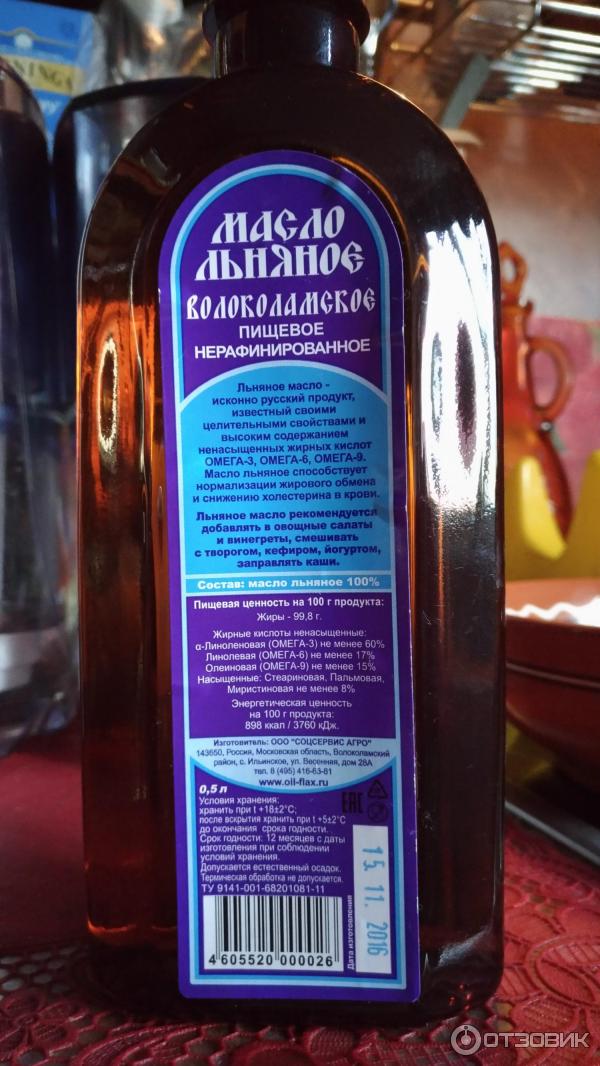 NINGS
МАСЛО
ЛЬНЯНОЕ
ВОЛОКОЛАМСКОЕ
ПИЩЕВОЕ
НЕРАФИНИРОВАННОЕ
Льняное масло -
исконно русский продукт,
известный своими
целительными свойствами и
высоким содержанием
ненасыщенных жирных кислот
ОМЕГА-3, ОМЕГА-6, ОМЕГА-9.
Масло льняное способствует
нормализации жирового обмена
и снижению холестерина в крови.
Льняное масло рекомендуется
добавлять в овощные салаты
и винегреты, смешивать
с творогом, кефиром, йогуртом,
заправлять каши.
Состав: масло льняное 100%
Пищевая ценность на 100 г продукта:
Жиры - 99,8 г.
Жирные кислоты ненасыщенные:
α-Линоленовая (ОМЕГА-3) не менее 60%
Линолевая (ОМЕГА-6) не менее 17%
Олеиновая (ОМЕГА-9) не менее 15%
Насыщенные: Стеариновая, Пальмовая,
Миристиновая не менее 8%
Энергетическая ценность
на 100 г продукта:
898 ккал / 3760 кДж.
Изготовитель: ООО "СОЦСЕРВИС АГРО"
143650, Россия, Московская область, Волоколамский
район, с. Ильинское, ул. Весенная, дом 28А
тел. 8 (495) 416-63-81
www.oil-flax.ru
0,5 л
Условия хранения:
хранить при t +18±2°С;
после вскрытия хранить при t +5±2°С
до окончания срока годности.
Срок годности: 12 месяцев с даты
изготовления при соблюдении
условий хранения.
Допускается естественный осадок.
Термическая обработка не допускается.
ТУ 9141-001-68201081-11
4 605520 000026
EAC
Дата изготовления
15.11.2016
ОТЗОВИК